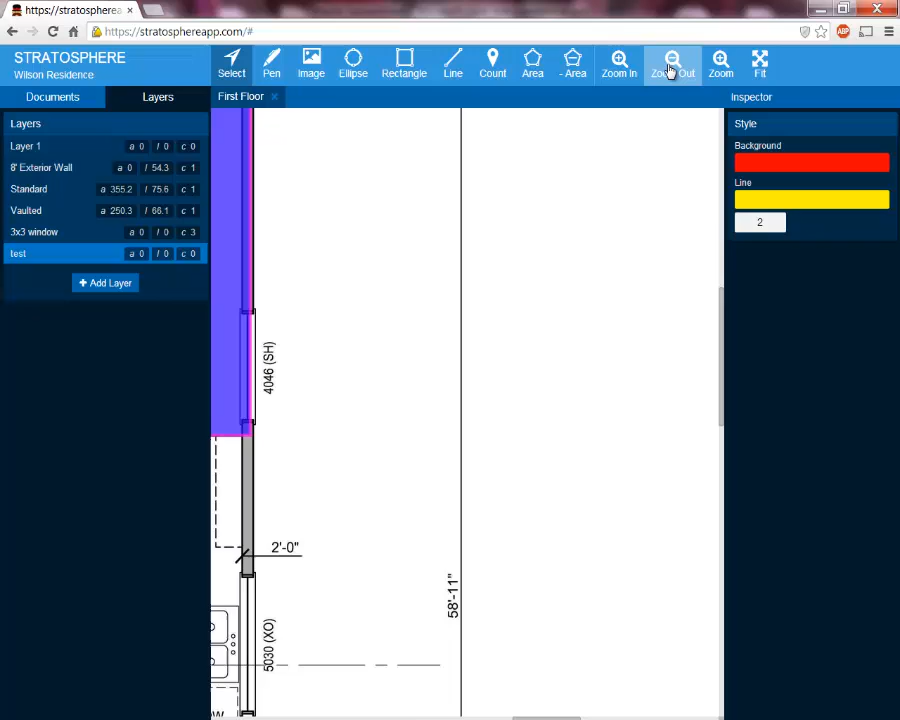 https://stratospherea
https://stratosphereapp.com/#
ABP
STRATOSPHERE
Wilson Residence
Select
Pen
Image
Ellipse
Rectangle
Line
Count
Area
- Area
Zoom In
Zoom Out
Zoom
Fit
Documents
Layers
First Floor
Inspector
Layers
Layer 1 a 0 l 0 c 0
8' Exterior Wall a 0 l 54.3 c 1
Standard a 355.2 l 75.6 c 1
Vaulted a 250.3 l 66.1 c 1
3x3 window a 0 l 0 c 3
test a 0 l 0 c 0
+ Add Layer
Style
Background
Line
2
4046 (SH)
2'-0"
58'-11"
5030 (XO)